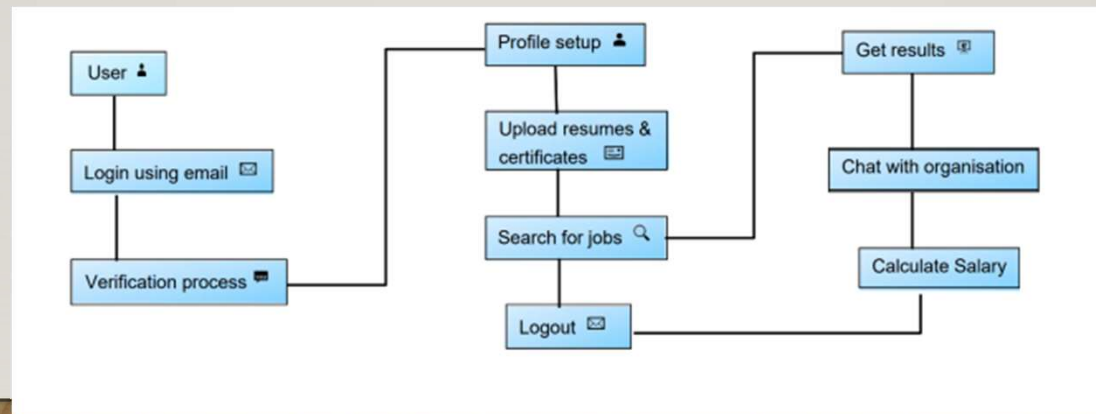 User
Login using email
Verification process
Profile setup
Upload resumes &
certificates
Search for jobs
Logout
Get results
Chat with organisation
Calculate Salary